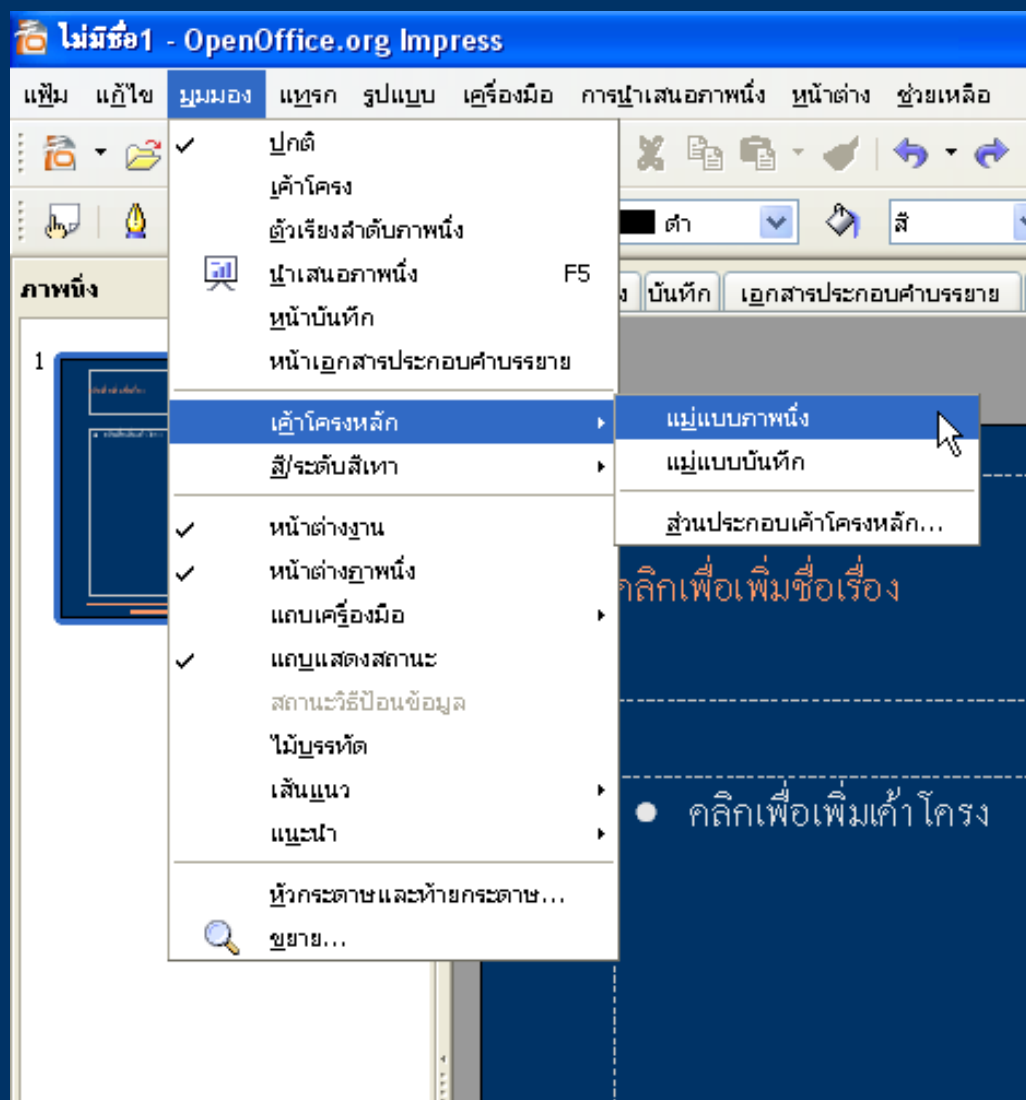 ไม่มีชื่อ1 - OpenOffice.org Impress
แฟ้ม แก้ไข มุมมอง แทรก รูปแบบ เครื่องมือ การนำเสนอภาพนิ่ง หน้าต่าง ช่วยเหลือ
ปกติ
เค้าโครง
ตัวเรียงลำดับภาพนิ่ง
นำเสนอภาพนิ่ง F5
หน้าบันทึก
หน้าเอกสารประกอบคำบรรยาย
เค้าโครงหลัก
สี/ระดับสีเทา
หน้าต่างงาน
หน้าต่างภาพนิ่ง
แถบเครื่องมือ
แถบแสดงสถานะ
สถานะวิธีป้อนข้อมูล
ไม้บรรทัด
เส้นแนว
แนะนำ
หัวกระดาษและท้ายกระดาษ...
ขยาย...
แม่แบบภาพนิ่ง
แม่แบบบันทึก
ส่วนประกอบเค้าโครงหลัก...
ดำ สี
ภาพนิ่ง
บันทึก เอกสารประกอบคำบรรยาย
1
คลิกเพื่อเพิ่มชื่อเรื่อง
คลิกเพื่อเพิ่มเค้าโครง